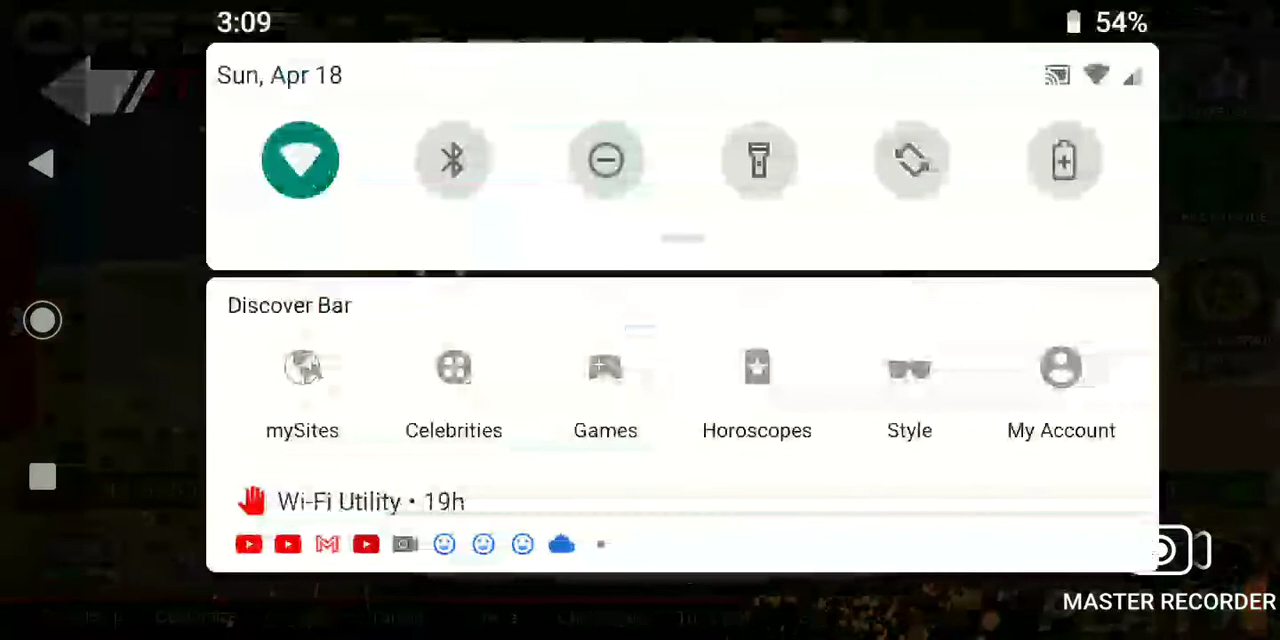 3:09 54%
Sun, Apr 18
Discover Bar
mySites Celebrities Games Horoscopes Style My Account
Wi-Fi Utility • 19h
MASTER RECORDER